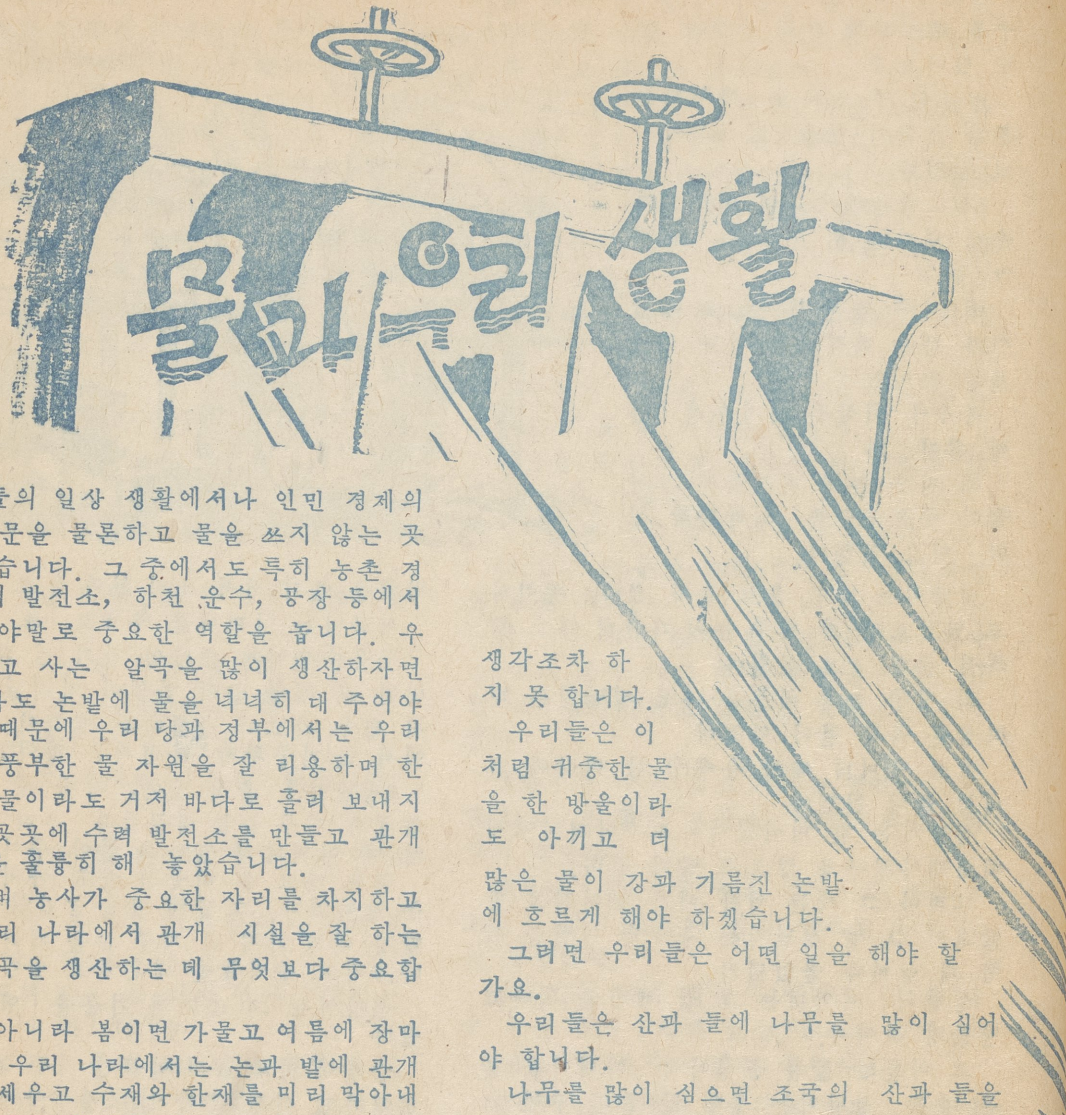 물과 우리 생활
들의 일상 생활에서나 인민 경제의
문을 물론하고 물을 쓰지 않는 곳
습니다. 그 중에서도 특히 농촌 경
발전소, 하천 운수, 공장 등에서
야말로 중요한 역할을 놉니다. 우
고 사는 알곡을 많이 생산하자면
도 논밭에 물을 넉넉히 대 주어야
때문에 우리 당과 정부에서는 우리
풍부한 물 자원을 잘 리용하며 한
물이라도 거저 바다로 흘려 보내지
곳곳에 수력 발전소를 만들고 관개
훌륭히 해 놓았습니다.
며 농사가 중요한 자리를 차지하고
리 나라에서 관개 시설을 잘 하는
곡을 생산하는 데 무엇보다 중요합
아니라 봄이면 가물고 여름에 장마
우리 나라에서는 논과 밭에 관개
세우고 수재와 한재를 미리 막아내
생각조차 하
지 못 합니다.
우리들은 이
처럼 귀중한 물
을 한 방울이라
도 아끼고 더
많은 물이 강과 기름진 논밭
에 흐르게 해야 하겠습니다.
그러면 우리들은 어떤 일을 해야 할
가요.
우리들은 산과 들에 나무를 많이 심어
야 합니다.
나무를 많이 심으면 조국의 산과 들을